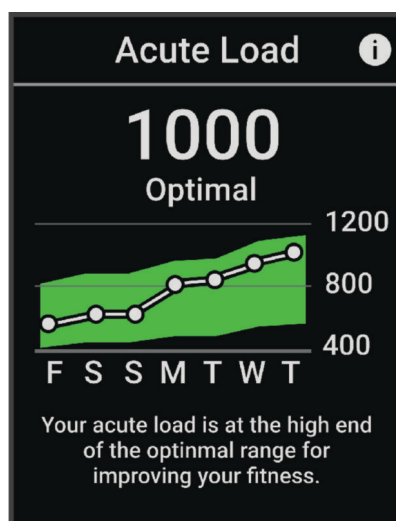 Acute Load i
1000
Optimal
1200
800
400
F S S M T W T
Your acute load is at the high end
of the optinmal range for
improving your fitness.